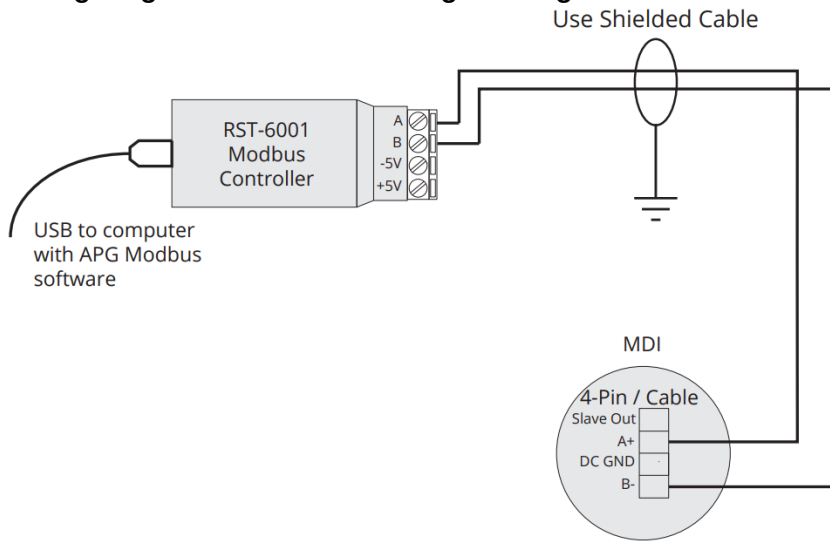 Use Shielded Cable
RST-6001
Modbus
Controller
A
B
-5V
+5V
USB to computer
with APG Modbus
software
MDI
4-Pin / Cable
Slave Out
A+
DC GND
B-